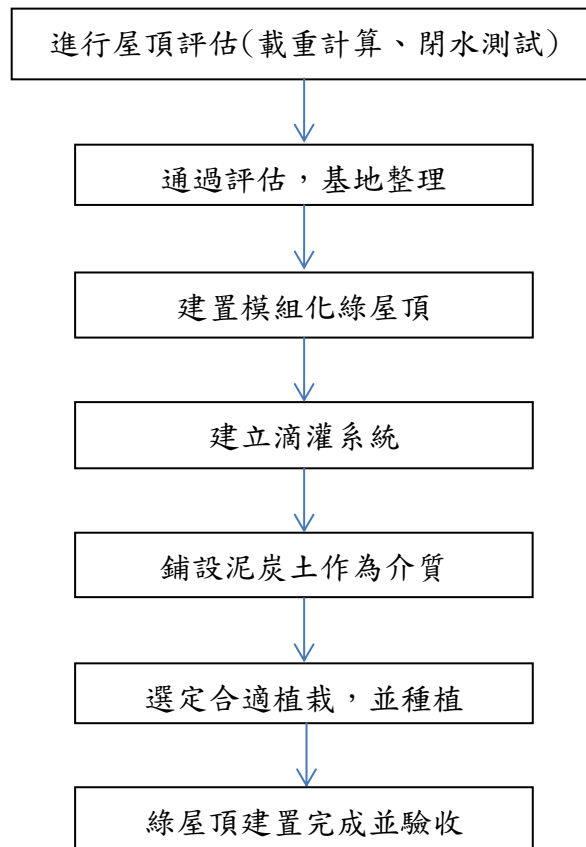 進行屋頂評估(載重計算、閉水測試)
通過評估，基地整理
建置模組化綠屋頂
建立滴灌系統
鋪設泥炭土作為介質
選定合適植栽，並種植
綠屋頂建置完成並驗收